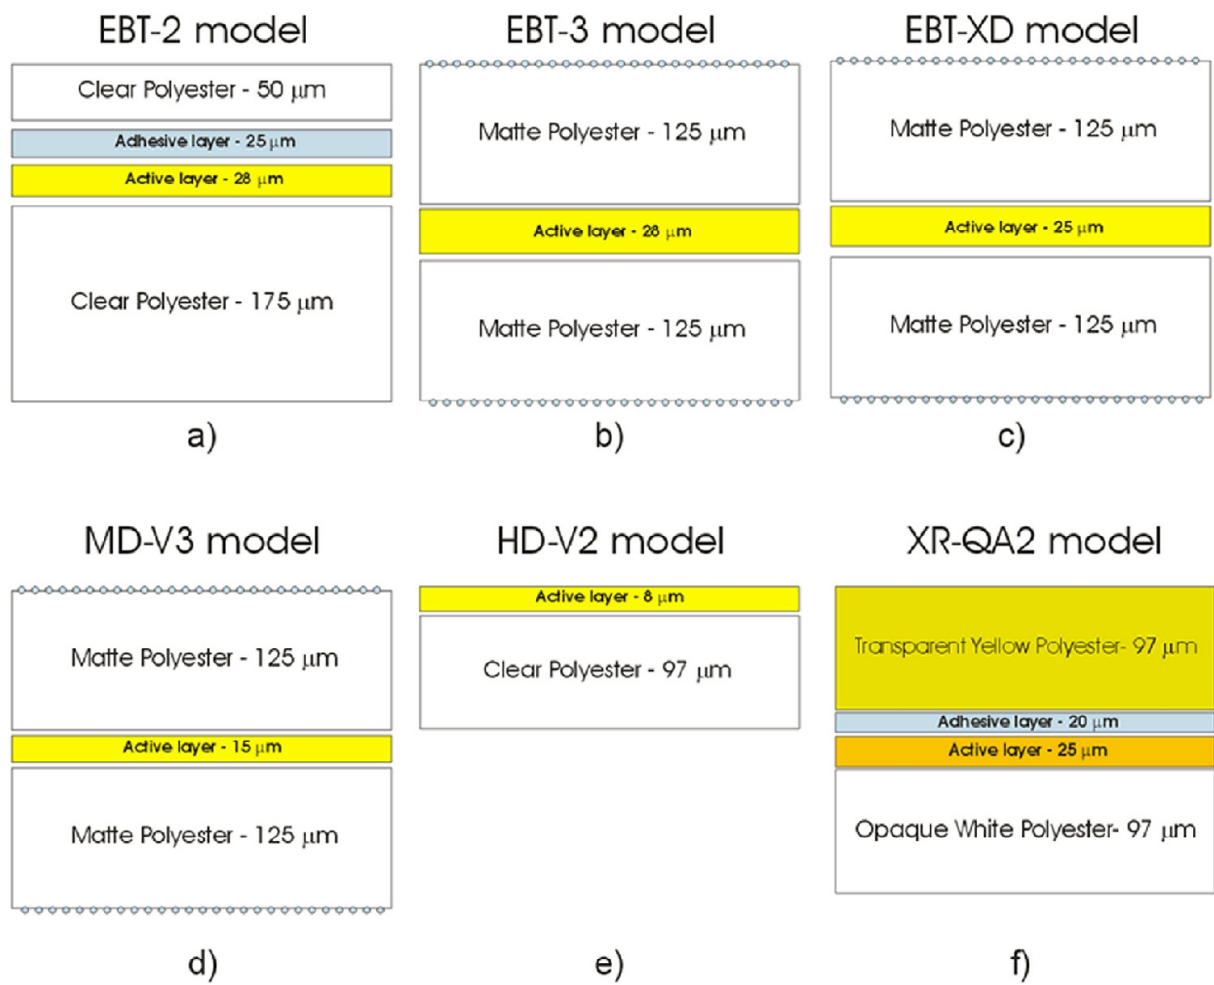 EBT-2 model
Clear Polyester - 50 μm
Adhesive layer - 25 μm
Active layer - 28 μm
Clear Polyester - 175 μm
a)
EBT-3 model
Matte Polyester - 125 μm
Active layer - 28 μm
Matte Polyester - 125 μm
b)
EBT-XD model
Matte Polyester - 125 μm
Active layer - 25 μm
Matte Polyester - 125 μm
c)
MD-V3 model
Matte Polyester - 125 μm
Active layer - 15 μm
Matte Polyester - 125 μm
d)
HD-V2 model
Active layer - 8 μm
Clear Polyester - 97 μm
e)
XR-QA2 model
Transparent Yellow Polyester- 97 μm
Adhesive layer - 20 μm
Active layer - 25 μm
Opaque White Polyester- 97 μm
f)